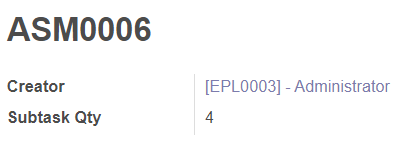 ASM0006
Creator [EPL0003] - Administrator
Subtask Qty 4